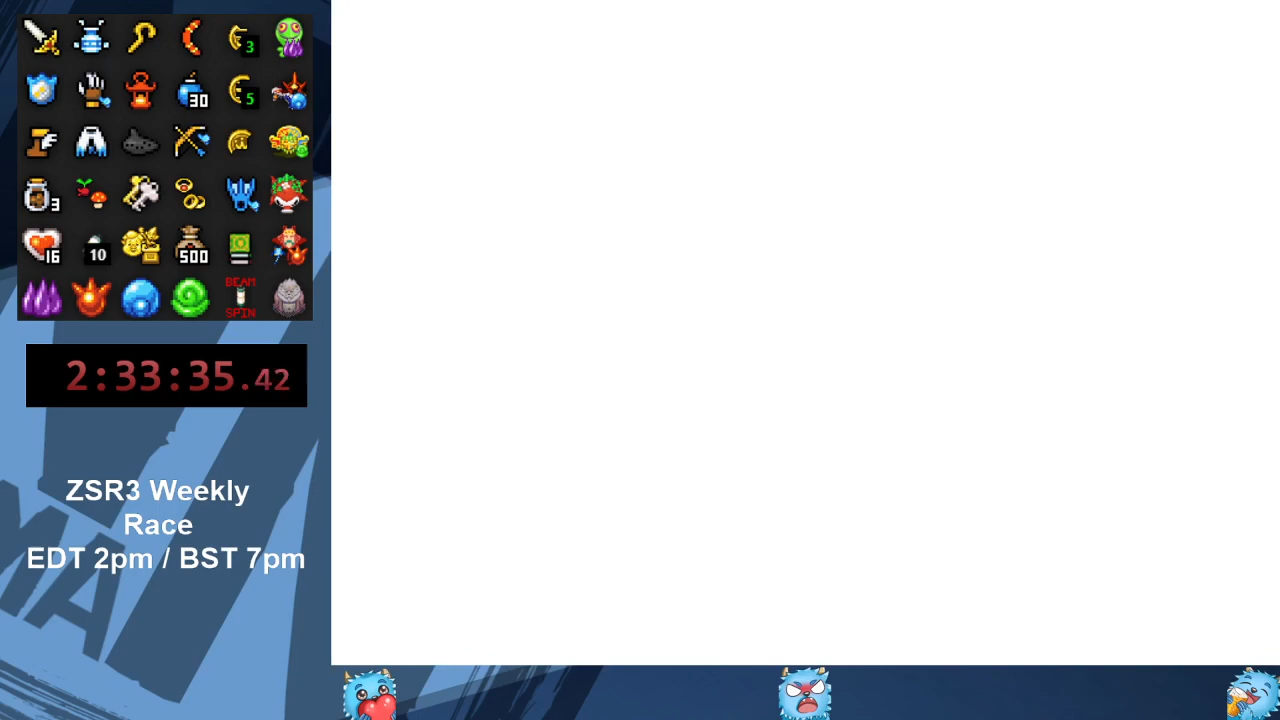 3
30
5
3
16
10
500
BEAM
SPIN
2:33:35.42
ZSR3 Weekly
Race
EDT 2pm / BST 7pm
MA